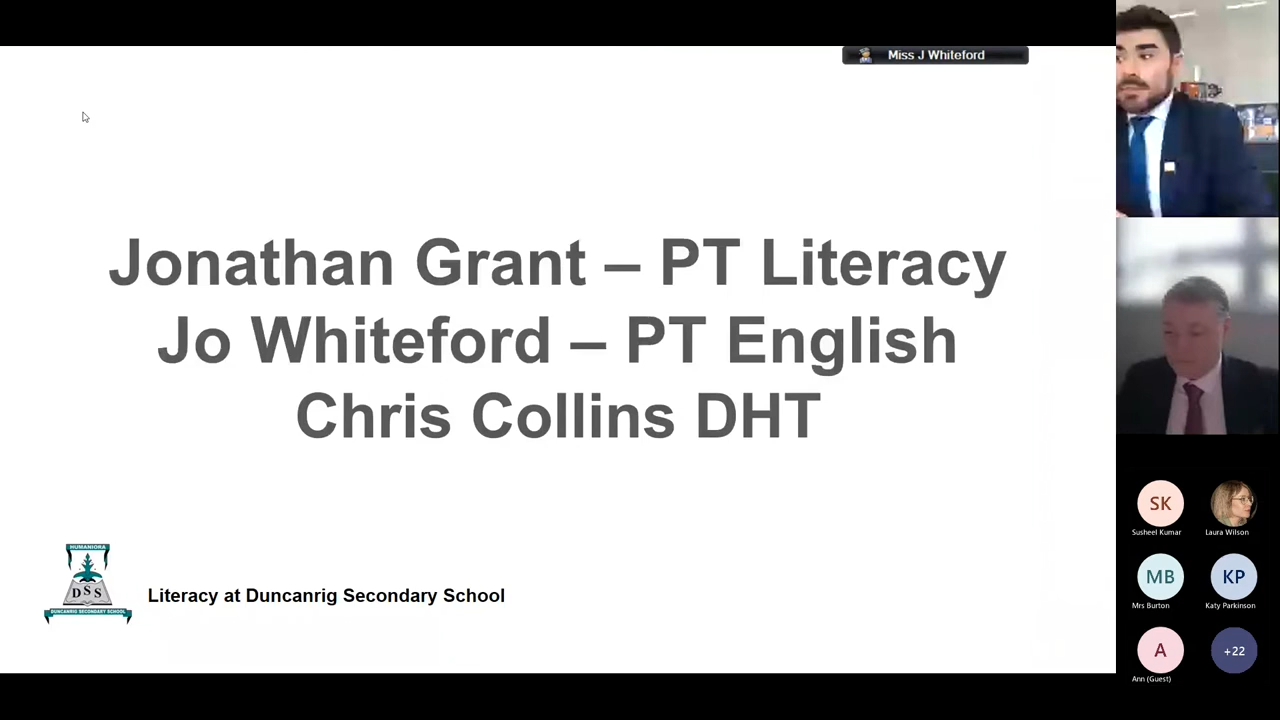 Miss J Whiteford
Jonathan Grant – PT Literacy
Jo Whiteford – PT English
Chris Collins DHT
HUMANIORA
DSS
DUNCANRIG SECONDARY SCHOOL
Literacy at Duncanrig Secondary School
SK
Susheel Kumar
Laura Wilson
MB
KP
Mrs Burton
Katy Parkinson
A
+22
Ann (Guest)